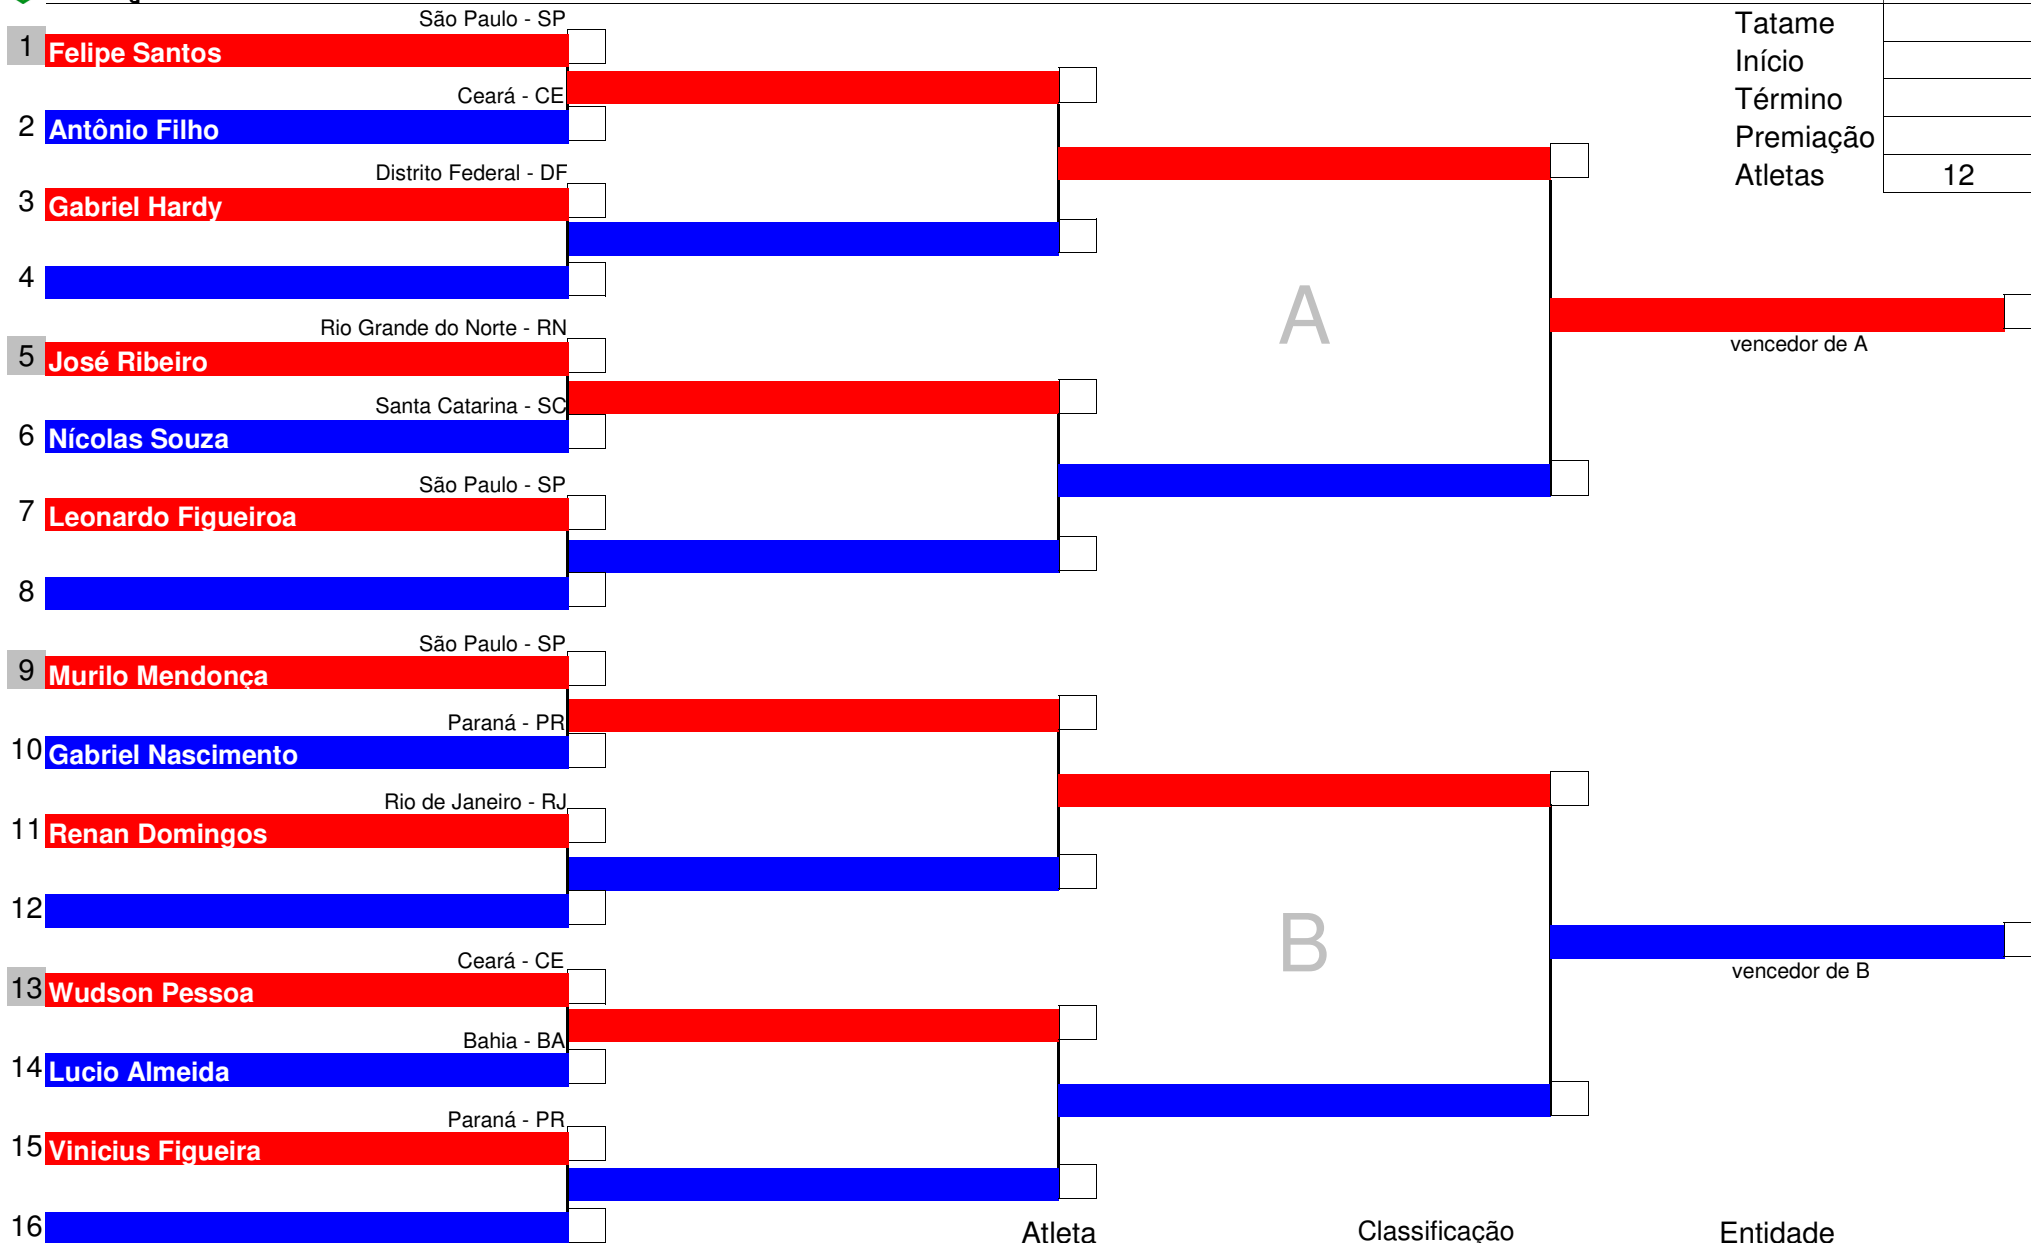 São Paulo - SP
1 Felipe Santos
Ceará - CE
2 Antônio Filho
Distrito Federal - DF
3 Gabriel Hardy
4
Rio Grande do Norte - RN
5 José Ribeiro
Santa Catarina - SC
6 Nícolas Souza
São Paulo - SP
7 Leonardo Figueiroa
8
São Paulo - SP
9 Murilo Mendonça
Paraná - PR
10 Gabriel Nascimento
Rio de Janeiro - RJ
11 Renan Domingos
12
Ceará - CE
13 Wudson Pessoa
Bahia - BA
14 Lucio Almeida
Paraná - PR
15 Vinicius Figueira
16
A
B
Tatame
Início
Término
Premiação
Atletas 12
vencedor de A
vencedor de B
Atleta Classificação Entidade